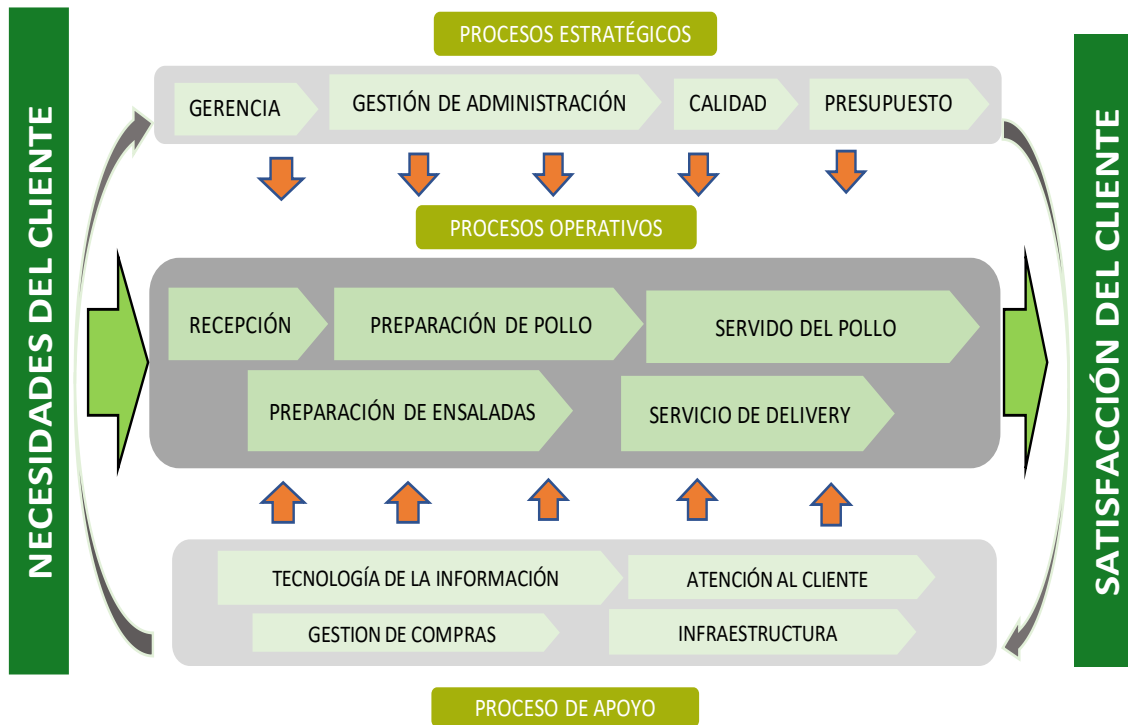 PROCESOS ESTRATÉGICOS
GERENCIA
GESTIÓN DE ADMINISTRACIÓN
CALIDAD
PRESUPUESTO
NECESIDADES DEL CLIENTE
PROCESOS OPERATIVOS
RECEPCIÓN
PREPARACIÓN DE POLLO
SERVIDO DEL POLLO
PREPARACIÓN DE ENSALADAS
SERVICIO DE DELIVERY
SATISFACCIÓN DEL CLIENTE
TECNOLOGÍA DE LA INFORMACIÓN
ATENCIÓN AL CLIENTE
GESTION DE COMPRAS
INFRAESTRUCTURA
PROCESO DE APOYO